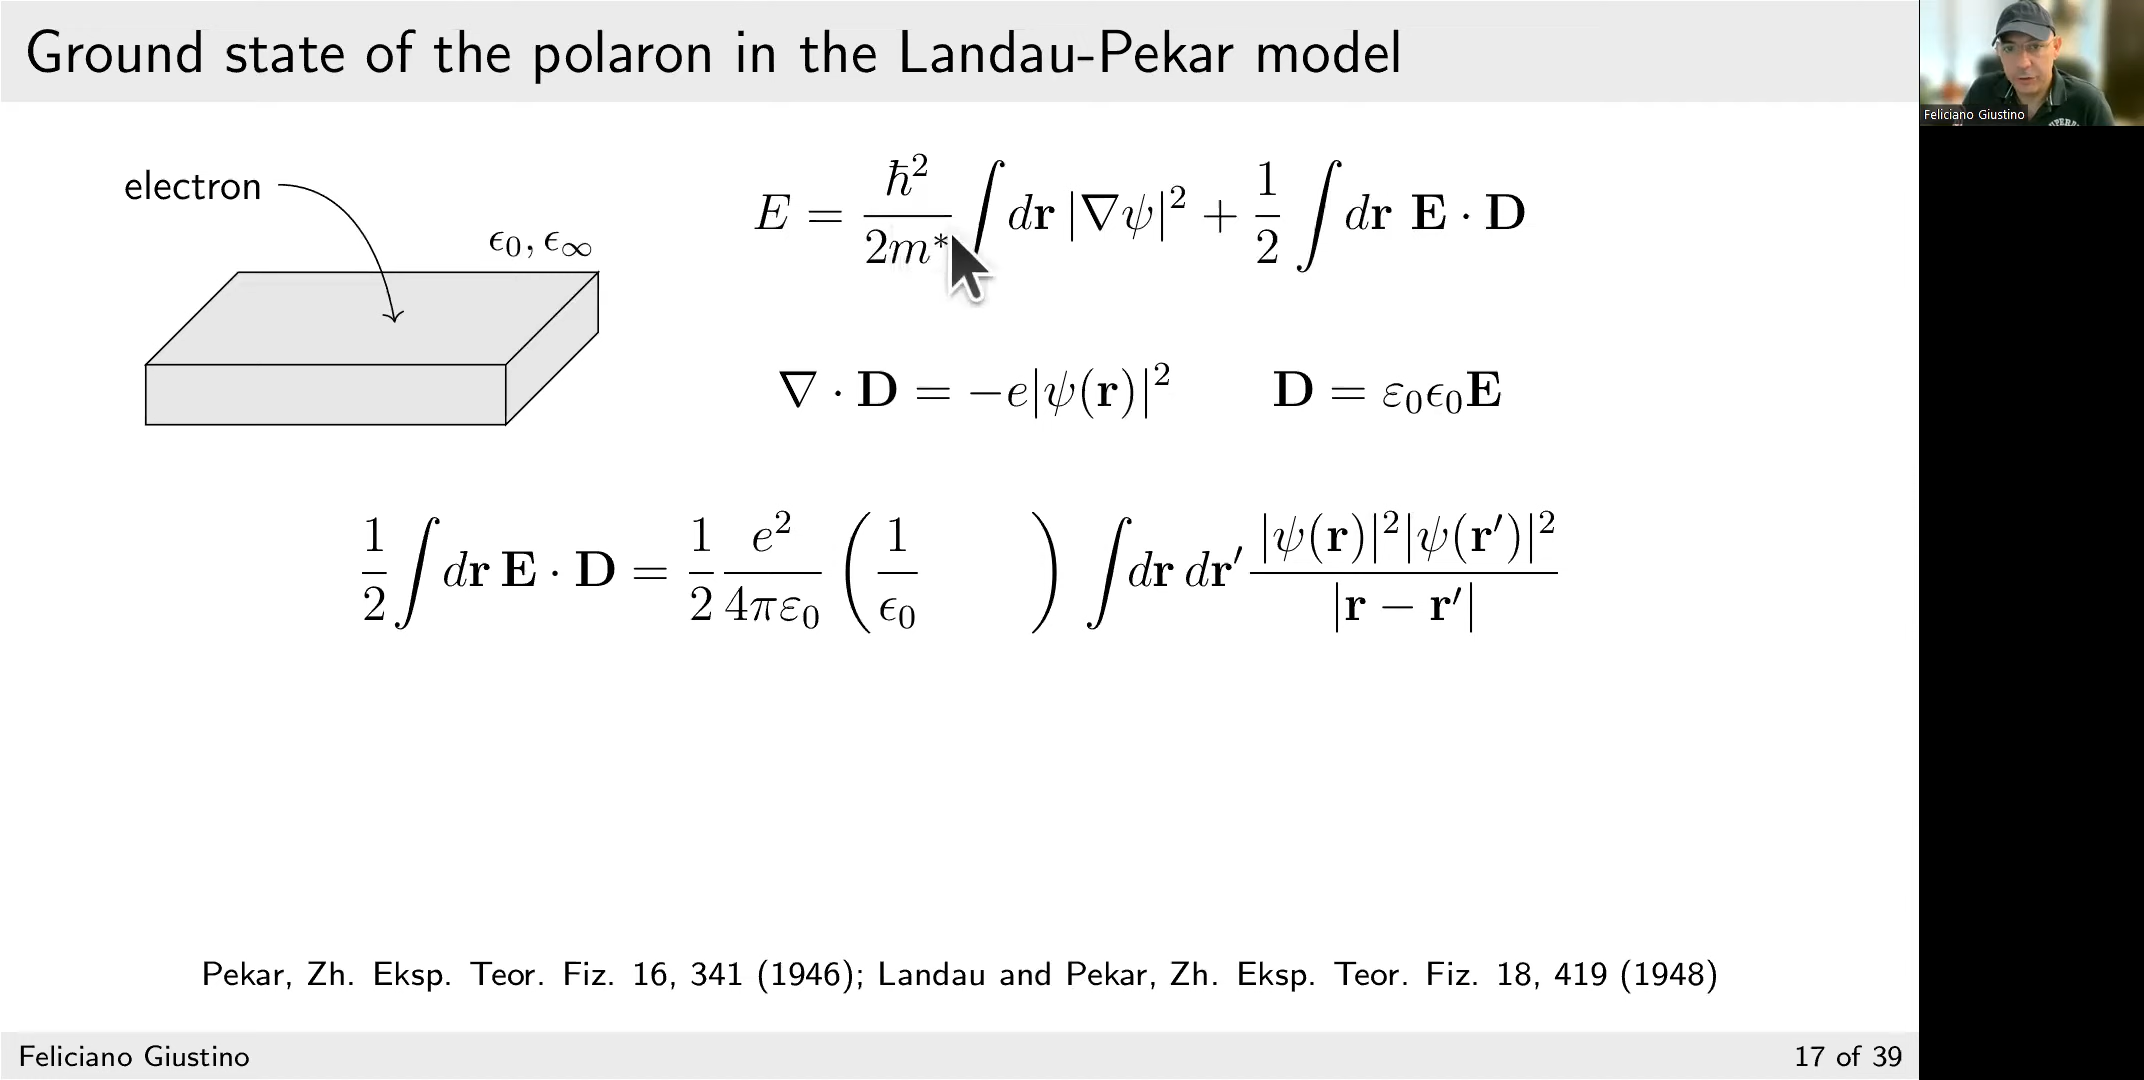 Ground state of the polaron in the Landau-Pekar model
Feliciano Giustino
electron
ϵ₀, ϵ∞
E = ħ²/2m* ∫ dr |∇ψ|² + 1/2 ∫ dr E · D
∇ · D = −e|ψ(r)|² D = ε₀ϵ₀E
1/2 ∫ dr E · D = 1/2 e²/4πε₀ ( 1/ϵ₀ ) ∫ dr dr′ |ψ(r)|²|ψ(r′)|²/|r − r′|
Pekar, Zh. Eksp. Teor. Fiz. 16, 341 (1946); Landau and Pekar, Zh. Eksp. Teor. Fiz. 18, 419 (1948)
Feliciano Giustino 17 of 39